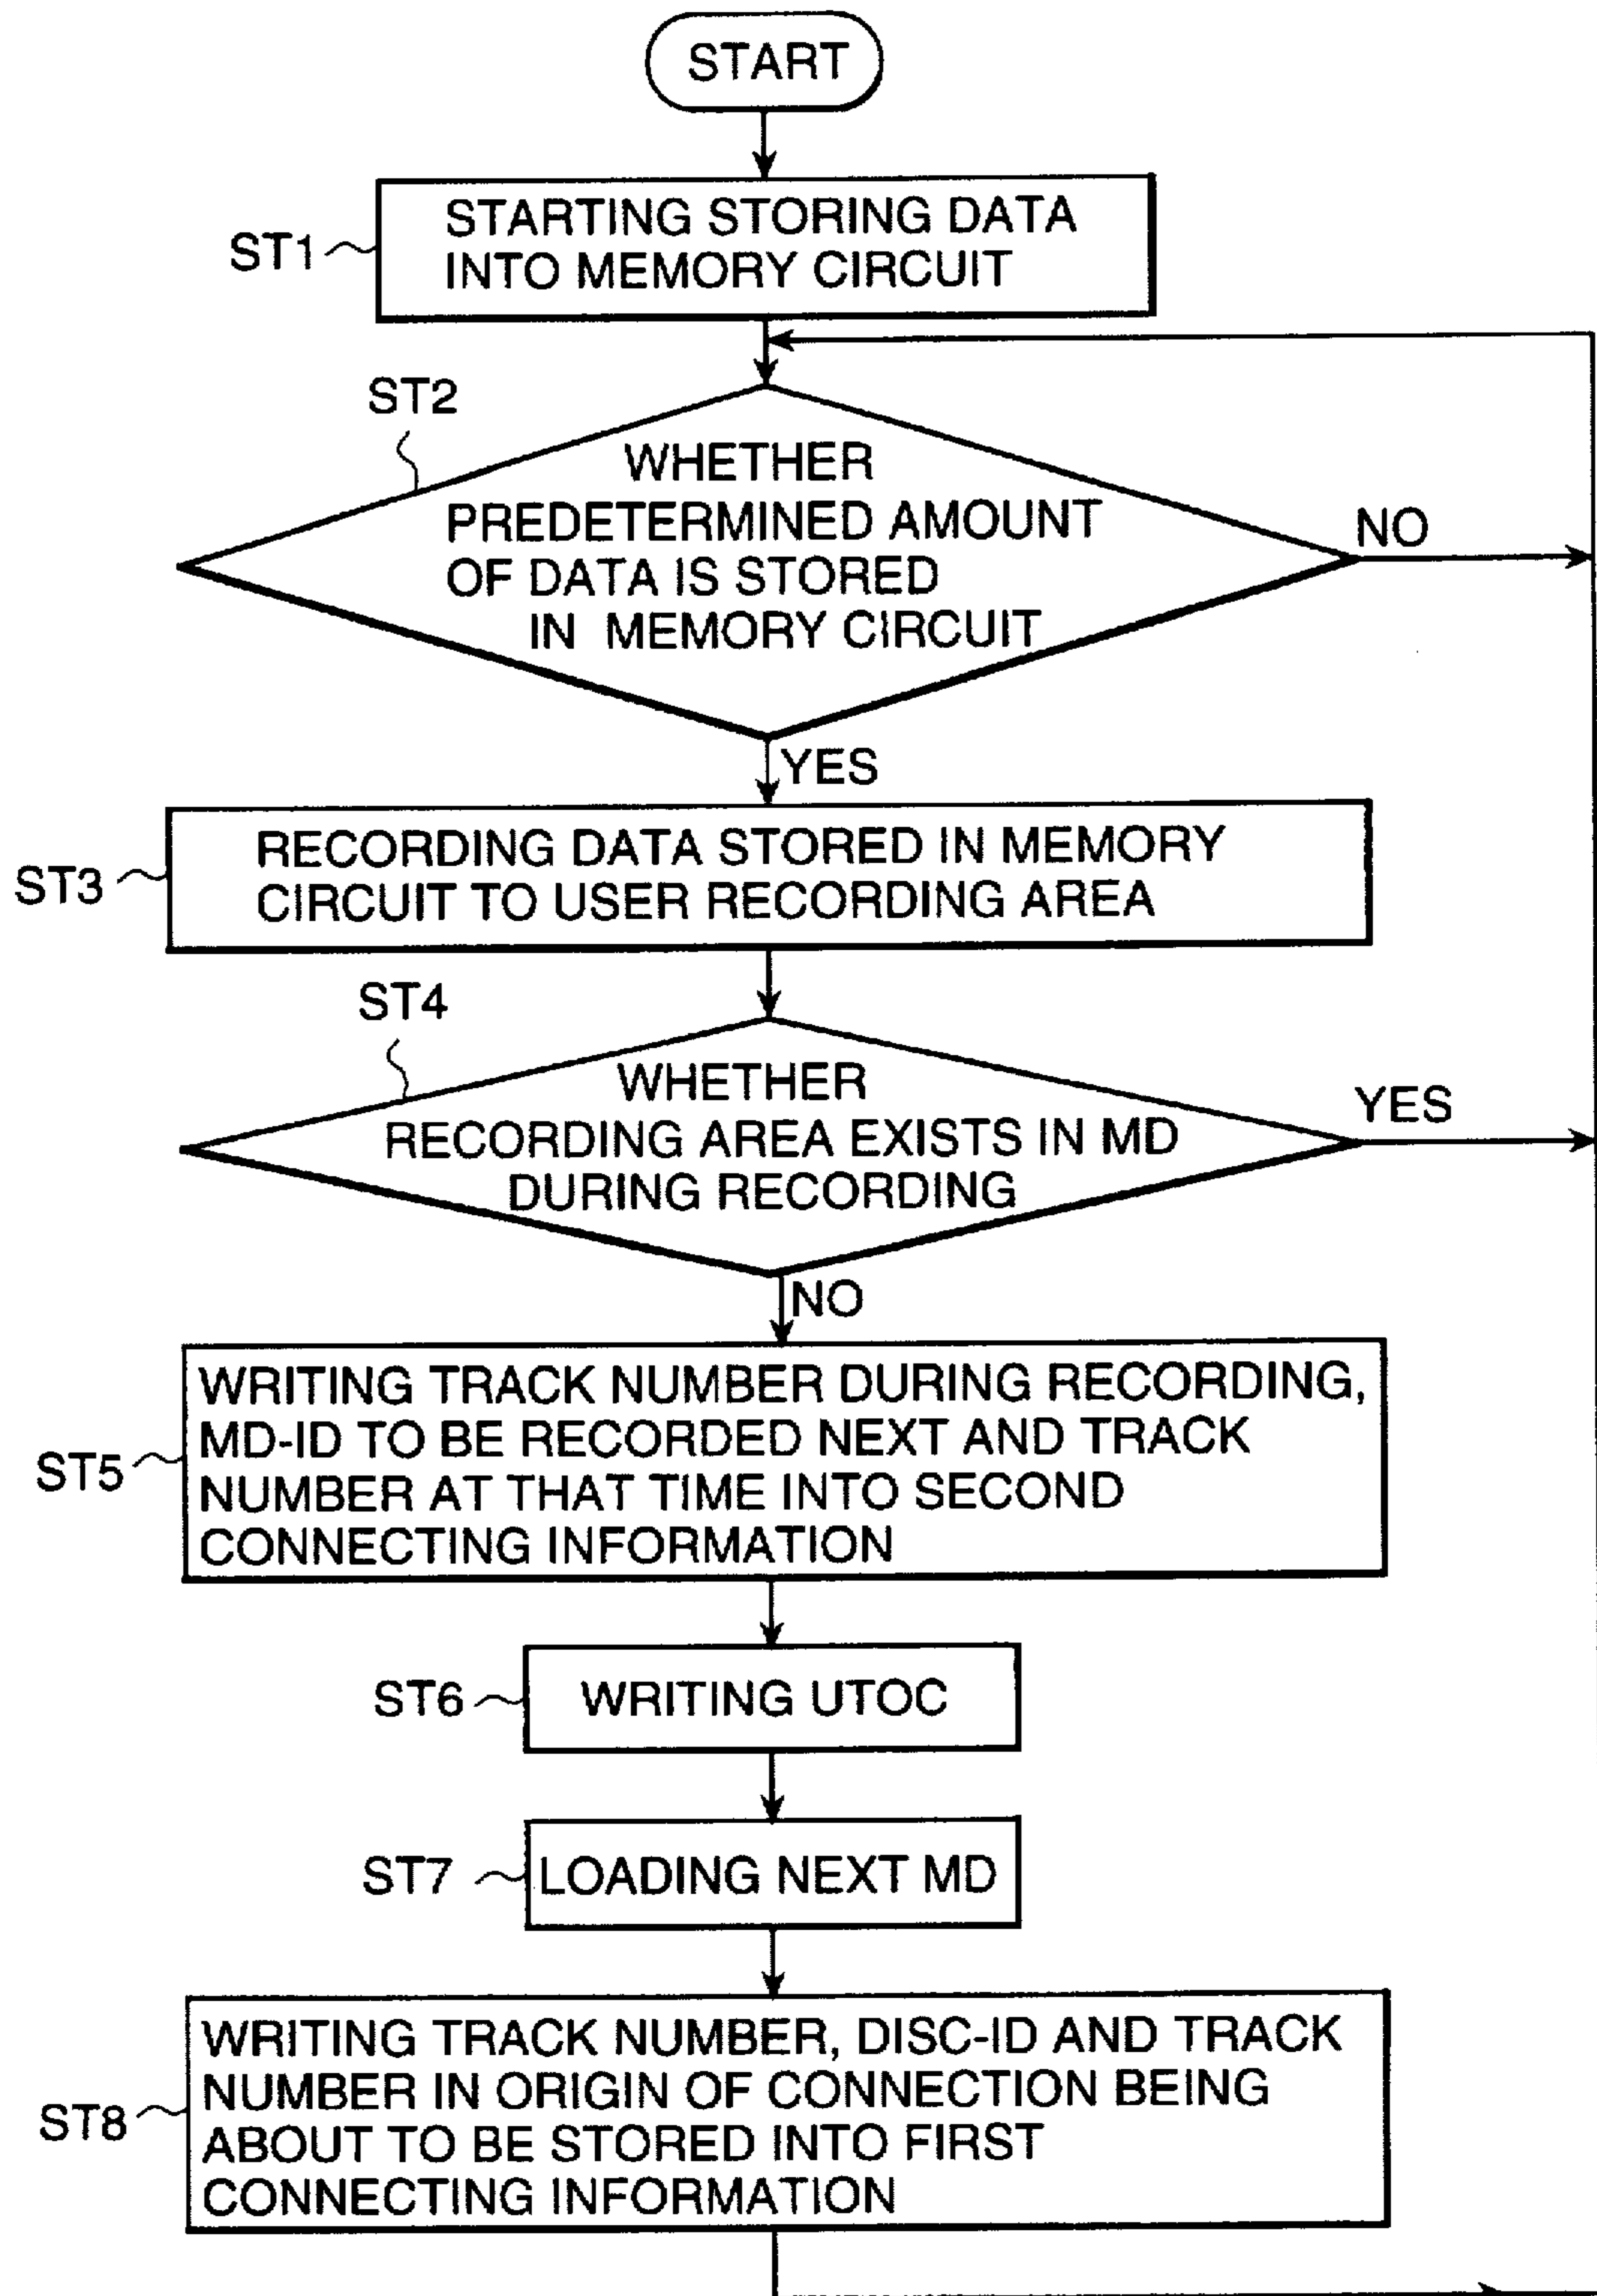 START
ST1
STARTING STORING DATA
INTO MEMORY CIRCUIT
ST2
WHETHER
PREDETERMINED AMOUNT
OF DATA IS STORED
IN MEMORY CIRCUIT
NO
YES
ST3
RECORDING DATA STORED IN MEMORY
CIRCUIT TO USER RECORDING AREA
ST4
WHETHER
RECORDING AREA EXISTS IN MD
DURING RECORDING
YES
NO
ST5
WRITING TRACK NUMBER DURING RECORDING,
MD-ID TO BE RECORDED NEXT AND TRACK
NUMBER AT THAT TIME INTO SECOND
CONNECTING INFORMATION
ST6
WRITING UTOC
ST7
LOADING NEXT MD
ST8
WRITING TRACK NUMBER, DISC-ID AND TRACK
NUMBER IN ORIGIN OF CONNECTION BEING
ABOUT TO BE STORED INTO FIRST
CONNECTING INFORMATION